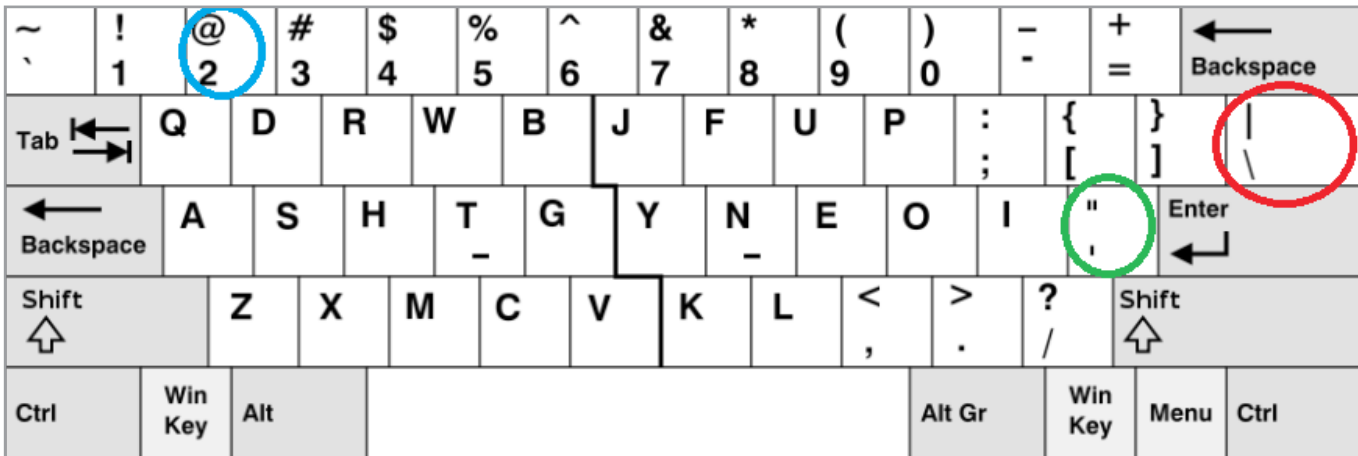 ~ ! @ # $ % ^ & * ( ) _ +
` 1 2 3 4 5 6 7 8 9 0 - = Backspace
Tab Q D R W B J F U P : { } |
; [ ] \
Backspace A S H T G Y N E O I " Enter
_ _ '
Shift Z X M C V K L < > ? Shift
, . /
Ctrl Win Key Alt Alt Gr Win Key Menu Ctrl